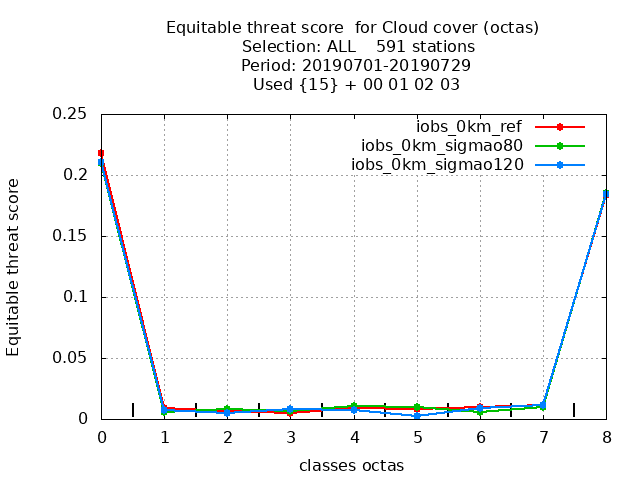 Equitable threat score  for Cloud cover (octas)
Selection: ALL    591 stations
Period: 20190701-20190729
Used {15} + 00 01 02 03
iobs_0km_ref
iobs_0km_sigmao80
iobs_0km_sigmao120
Equitable threat score
0.25
0.2
0.15
0.1
0.05
0
0 1 2 3 4 5 6 7 8
classes octas